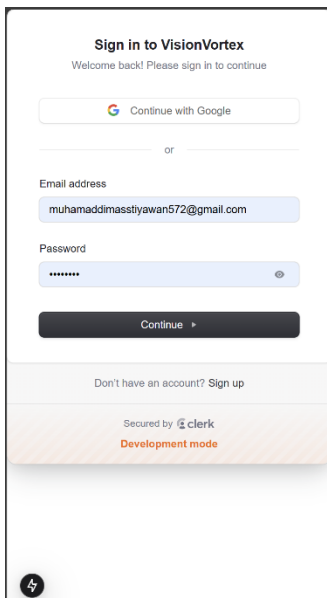 Sign in to VisionVortex
Welcome back! Please sign in to continue
Continue with Google
or
Email address
muhamaddimasstiyawan572@gmail.com
Password
••••••••
Continue
Don't have an account? Sign up
Secured by clerk
Development mode